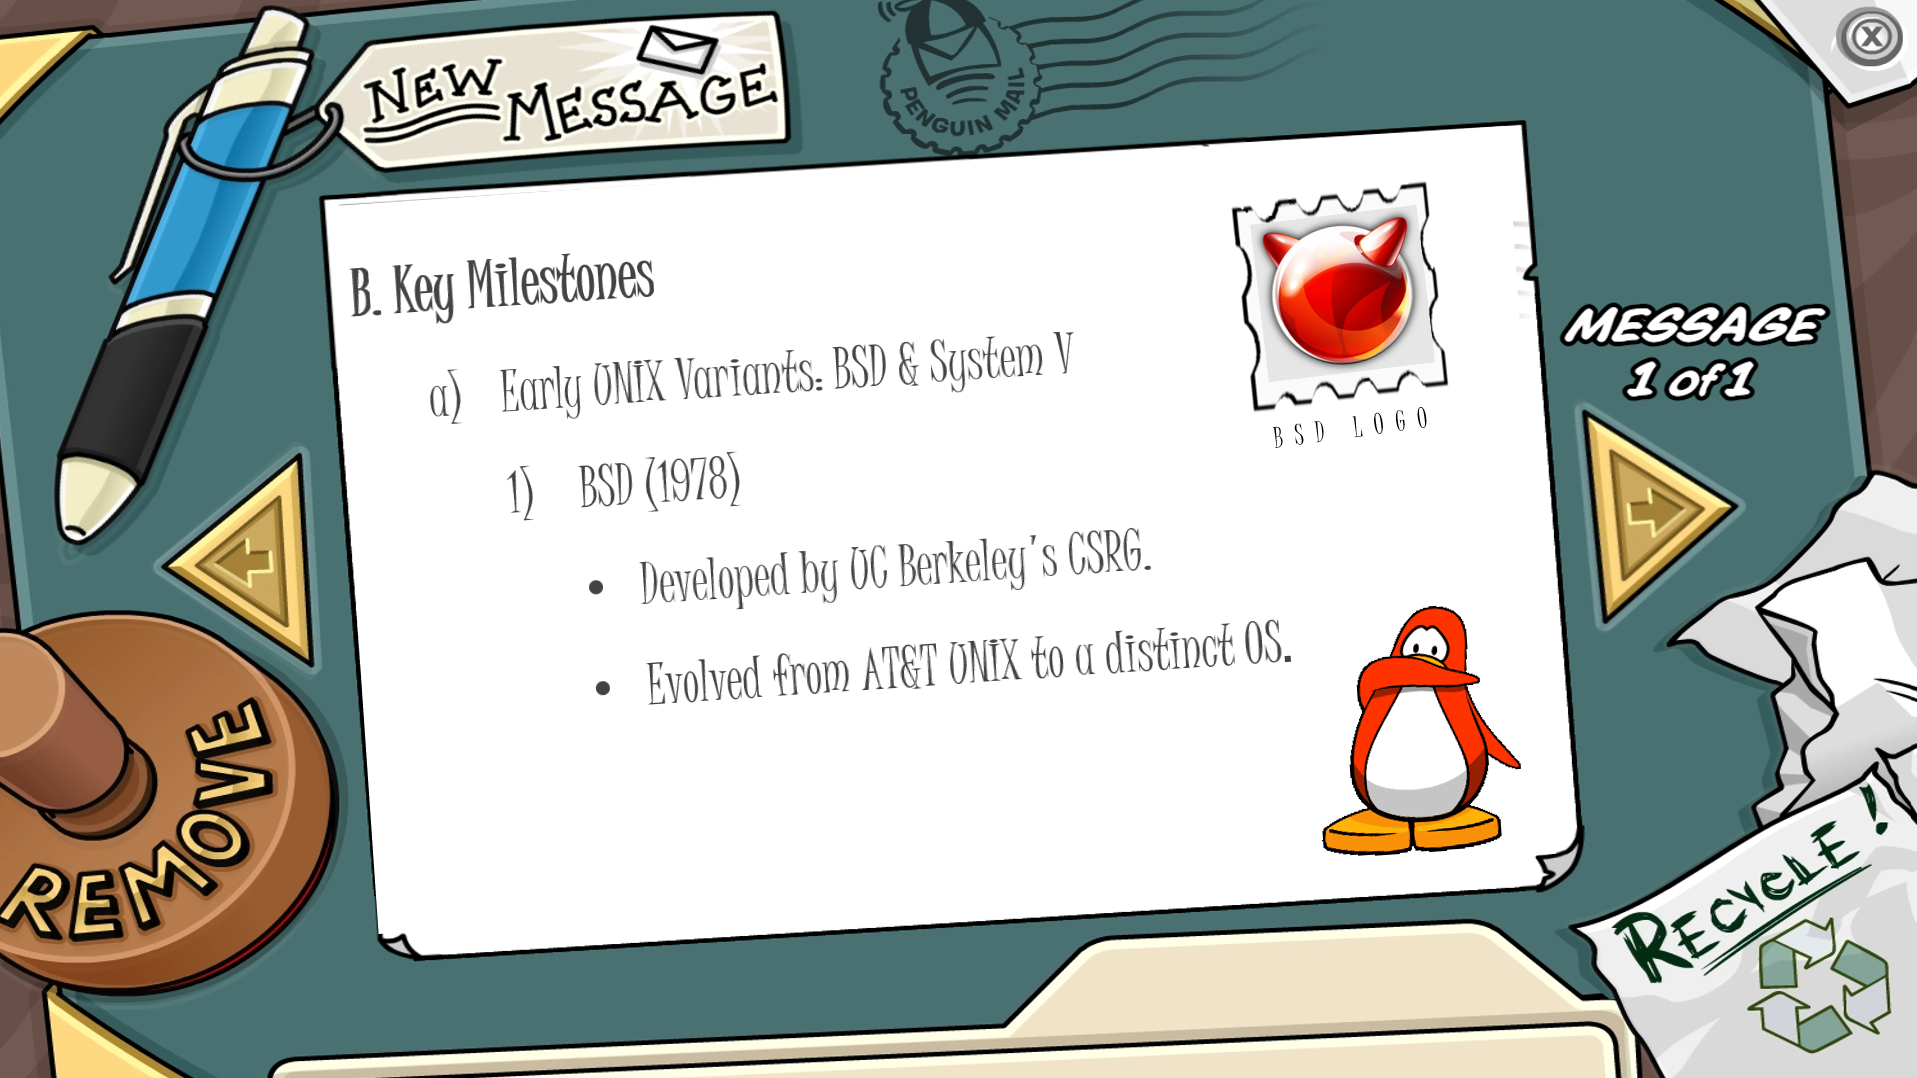 NEW MESSAGE
PENGUIN MAIL
X
B. Key Milestones
a) Early UNIX Variants: BSD & System V
1) BSD (1978)
• Developed by UC Berkeley's CSRG.
• Evolved from AT&T UNIX to a distinct OS.
BSD LOGO
MESSAGE
1 of 1
REMOVE
RECYCLE!